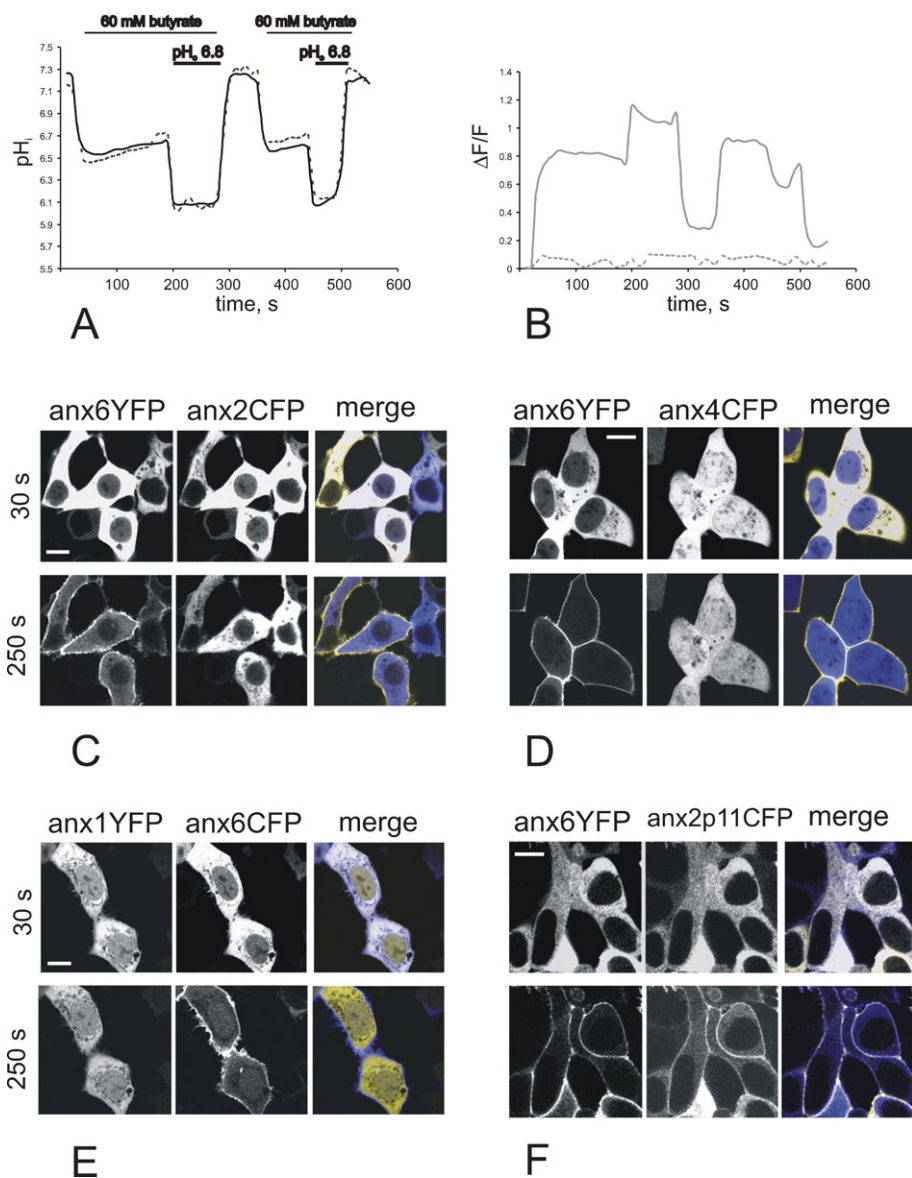 60 mM butyrate 60 mM butyrate
pHₒ 6.8 pHₒ 6.8
7.5
7.3
7.1
6.9
6.7
6.5
6.3
6.1
5.9
5.7
5.5
pHᵢ
100 200 300 400 500 600
time, s
A
1.4
1.2
1
0.8
0.6
0.4
0.2
0
ΔF/F
100 200 300 400 500 600
time, s
B
anx6YFP anx2CFP merge
30 s
250 s
C
anx6YFP anx4CFP merge
D
anx1YFP anx6CFP merge
30 s
250 s
E
anx6YFP anx2p11CFP merge
F